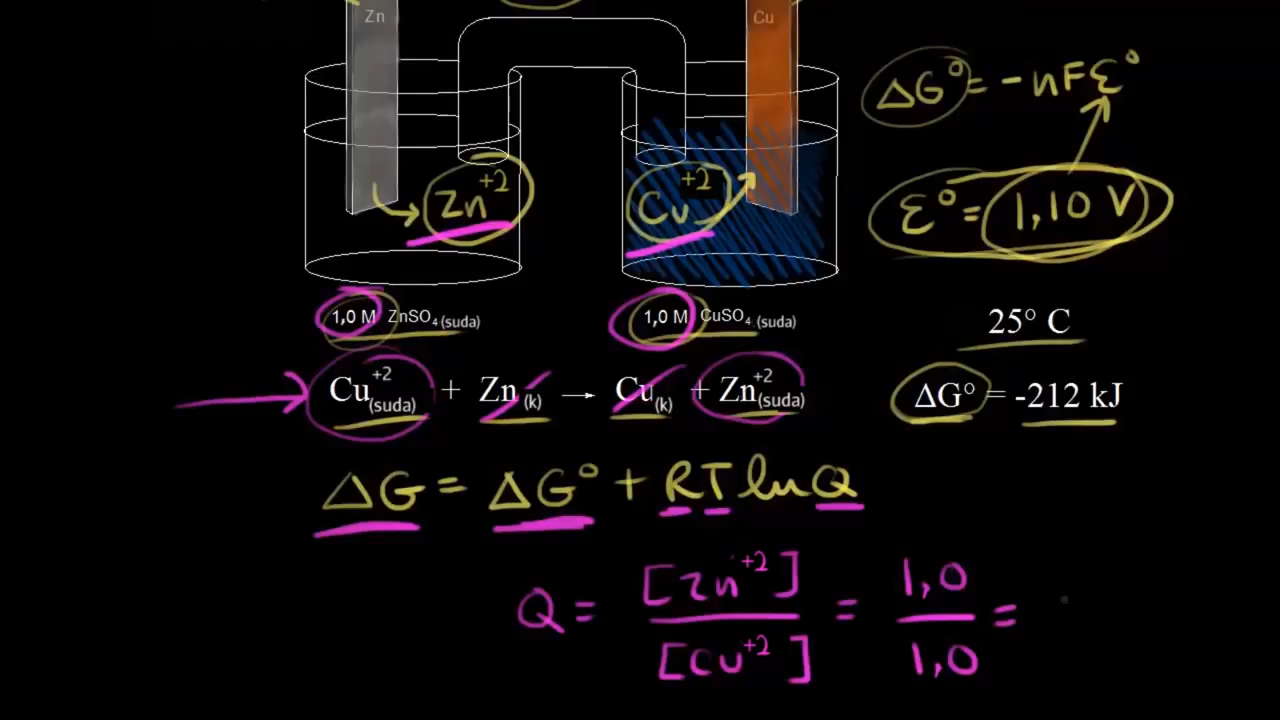 Zn Cu
ΔG° = -nFε°
Zn⁺² Cu⁺² ε° = 1,10 V
1,0 M ZnSO₄ (suda) 1,0 M CuSO₄ (suda) 25° C
Cu⁺²(suda) + Zn(k) → Cu(k) + Zn⁺²(suda) ΔG° = -212 kJ
ΔG = ΔG° + RT ln Q
Q = [Zn⁺²] / [Cu⁺²] = 1,0 / 1,0 =